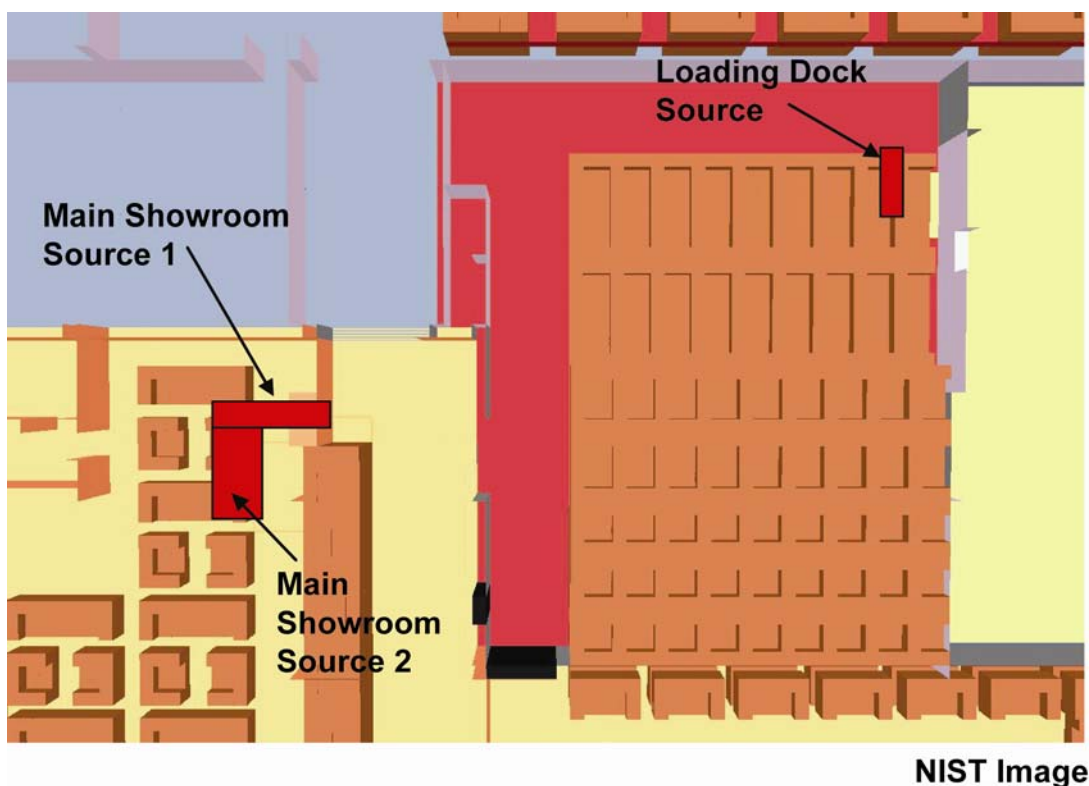 Loading Dock
Source
Main Showroom
Source 1
Main
Showroom
Source 2
NIST Image